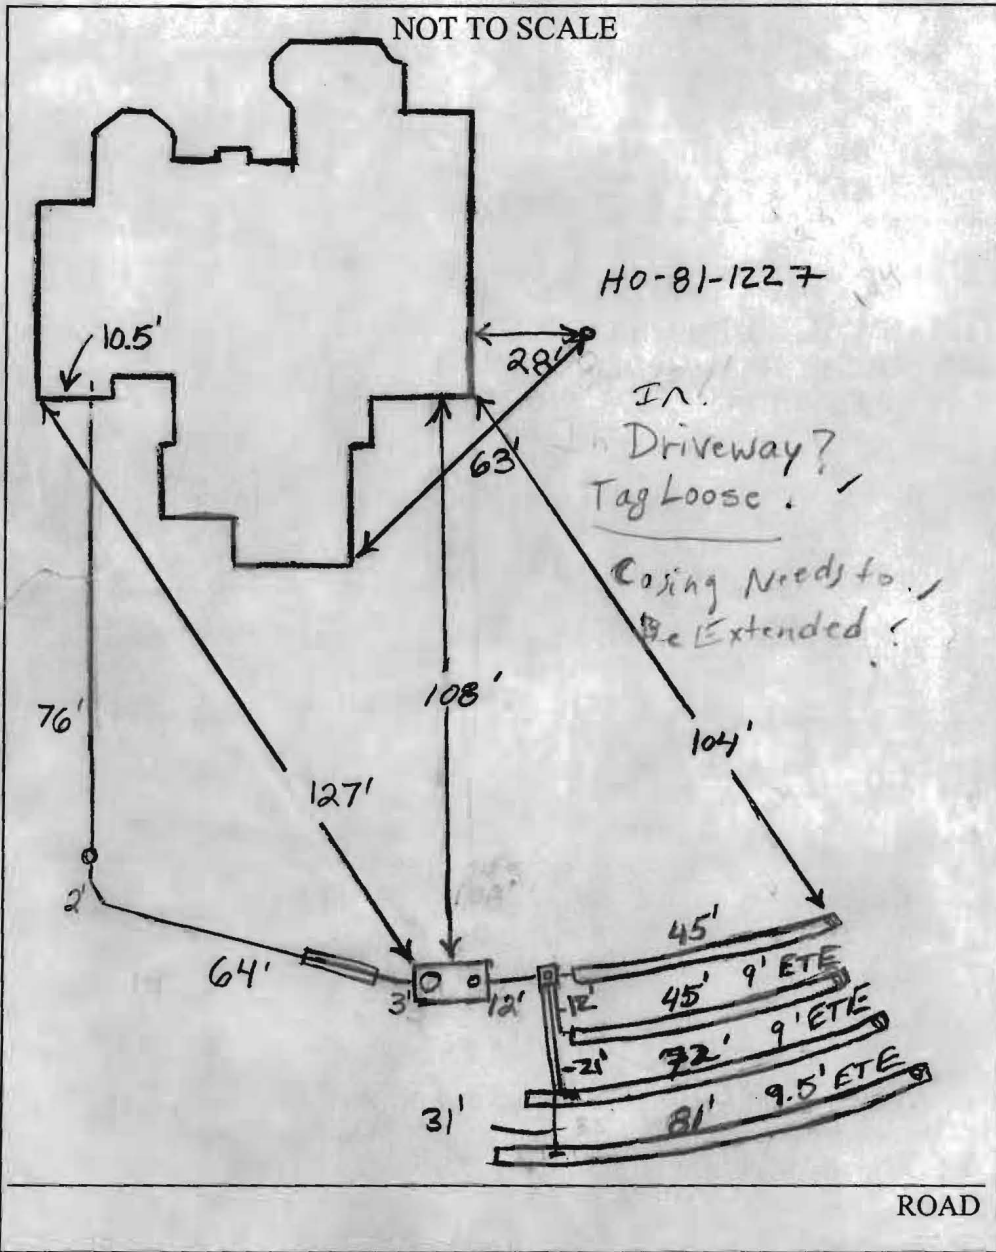 NOT TO SCALE
HO-81-1227
10.5'
28'
In.
In Driveway?
63'
Tag Loose. ✓
Casing Needs to ✓
Be Extended
108'
76'
104'
127'
2'
45'
64'
9' ETE
3'
12'
12'
45'
9' ETE
21'
72'
9.5' ETE
31'
81'
ROAD